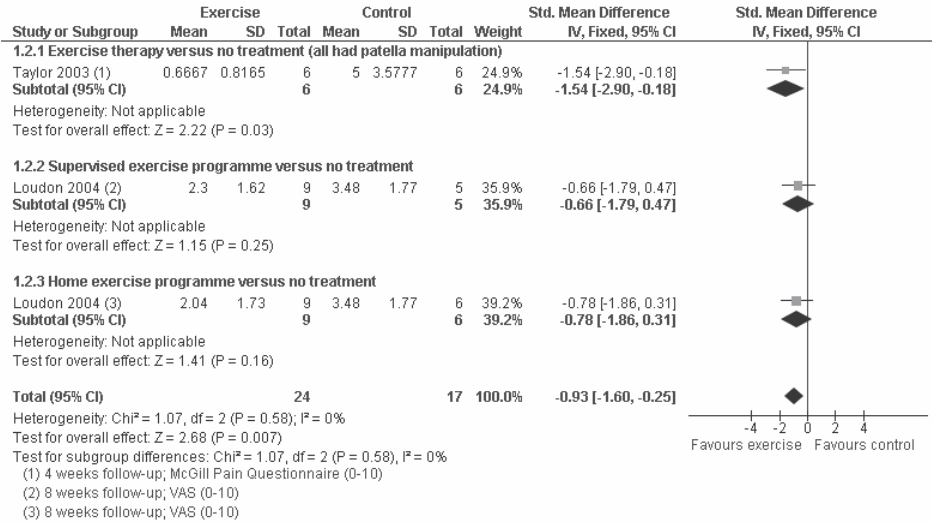 Exercise Control Std. Mean Difference Std. Mean Difference
Study or Subgroup Mean SD Total Mean SD Total Weight IV, Fixed, 95% CI IV, Fixed, 95% CI
1.2.1 Exercise therapy versus no treatment (all had patella manipulation)
Taylor 2003 (1) 0.6667 0.8165 6 5 3.5777 6 24.9% -1.54 [-2.90, -0.18]
Subtotal (95% CI) 6 6 24.9% -1.54 [-2.90, -0.18]
Heterogeneity: Not applicable
Test for overall effect: Z = 2.22 (P = 0.03)
1.2.2 Supervised exercise programme versus no treatment
Loudon 2004 (2) 2.3 1.62 9 3.48 1.77 5 35.9% -0.66 [-1.79, 0.47]
Subtotal (95% CI) 9 5 35.9% -0.66 [-1.79, 0.47]
Heterogeneity: Not applicable
Test for overall effect: Z = 1.15 (P = 0.25)
1.2.3 Home exercise programme versus no treatment
Loudon 2004 (3) 2.04 1.73 9 3.48 1.77 6 39.2% -0.78 [-1.86, 0.31]
Subtotal (95% CI) 9 6 39.2% -0.78 [-1.86, 0.31]
Heterogeneity: Not applicable
Test for overall effect: Z = 1.41 (P = 0.16)
Total (95% CI) 24 17 100.0% -0.93 [-1.60, -0.25]
Heterogeneity: Chi² = 1.07, df = 2 (P = 0.58); I² = 0%
Test for overall effect: Z = 2.68 (P = 0.007)
Test for subgroup differences: Chi² = 1.07, df = 2 (P = 0.58), I² = 0%
(1) 4 weeks follow-up; McGill Pain Questionnaire (0-10)
(2) 8 weeks follow-up; VAS (0-10)
(3) 8 weeks follow-up; VAS (0-10)
-4 -2 0 2 4
Favours exercise Favours control